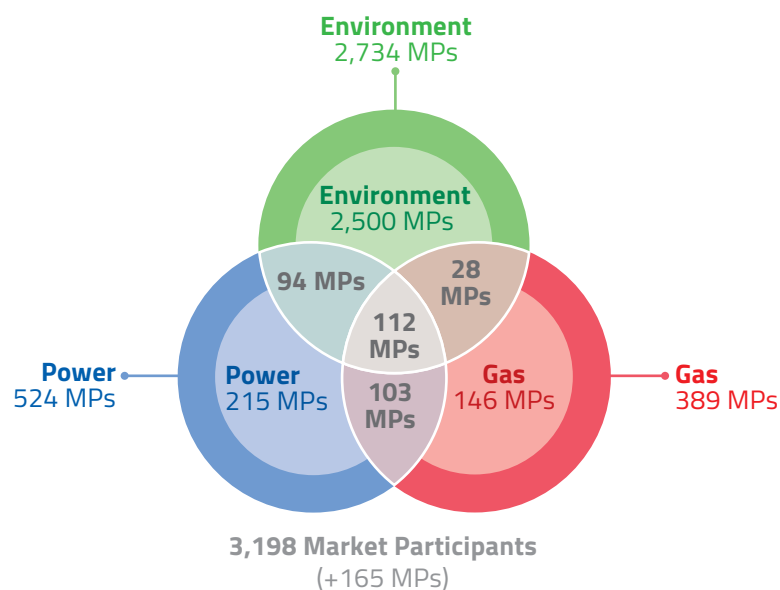 Environment
2,734 MPs
Environment
2,500 MPs
94 MPs
28
MPs
112
MPs
Power
524 MPs
Power
215 MPs
103
MPs
Gas
146 MPs
Gas
389 MPs
3,198 Market Participants
(+165 MPs)